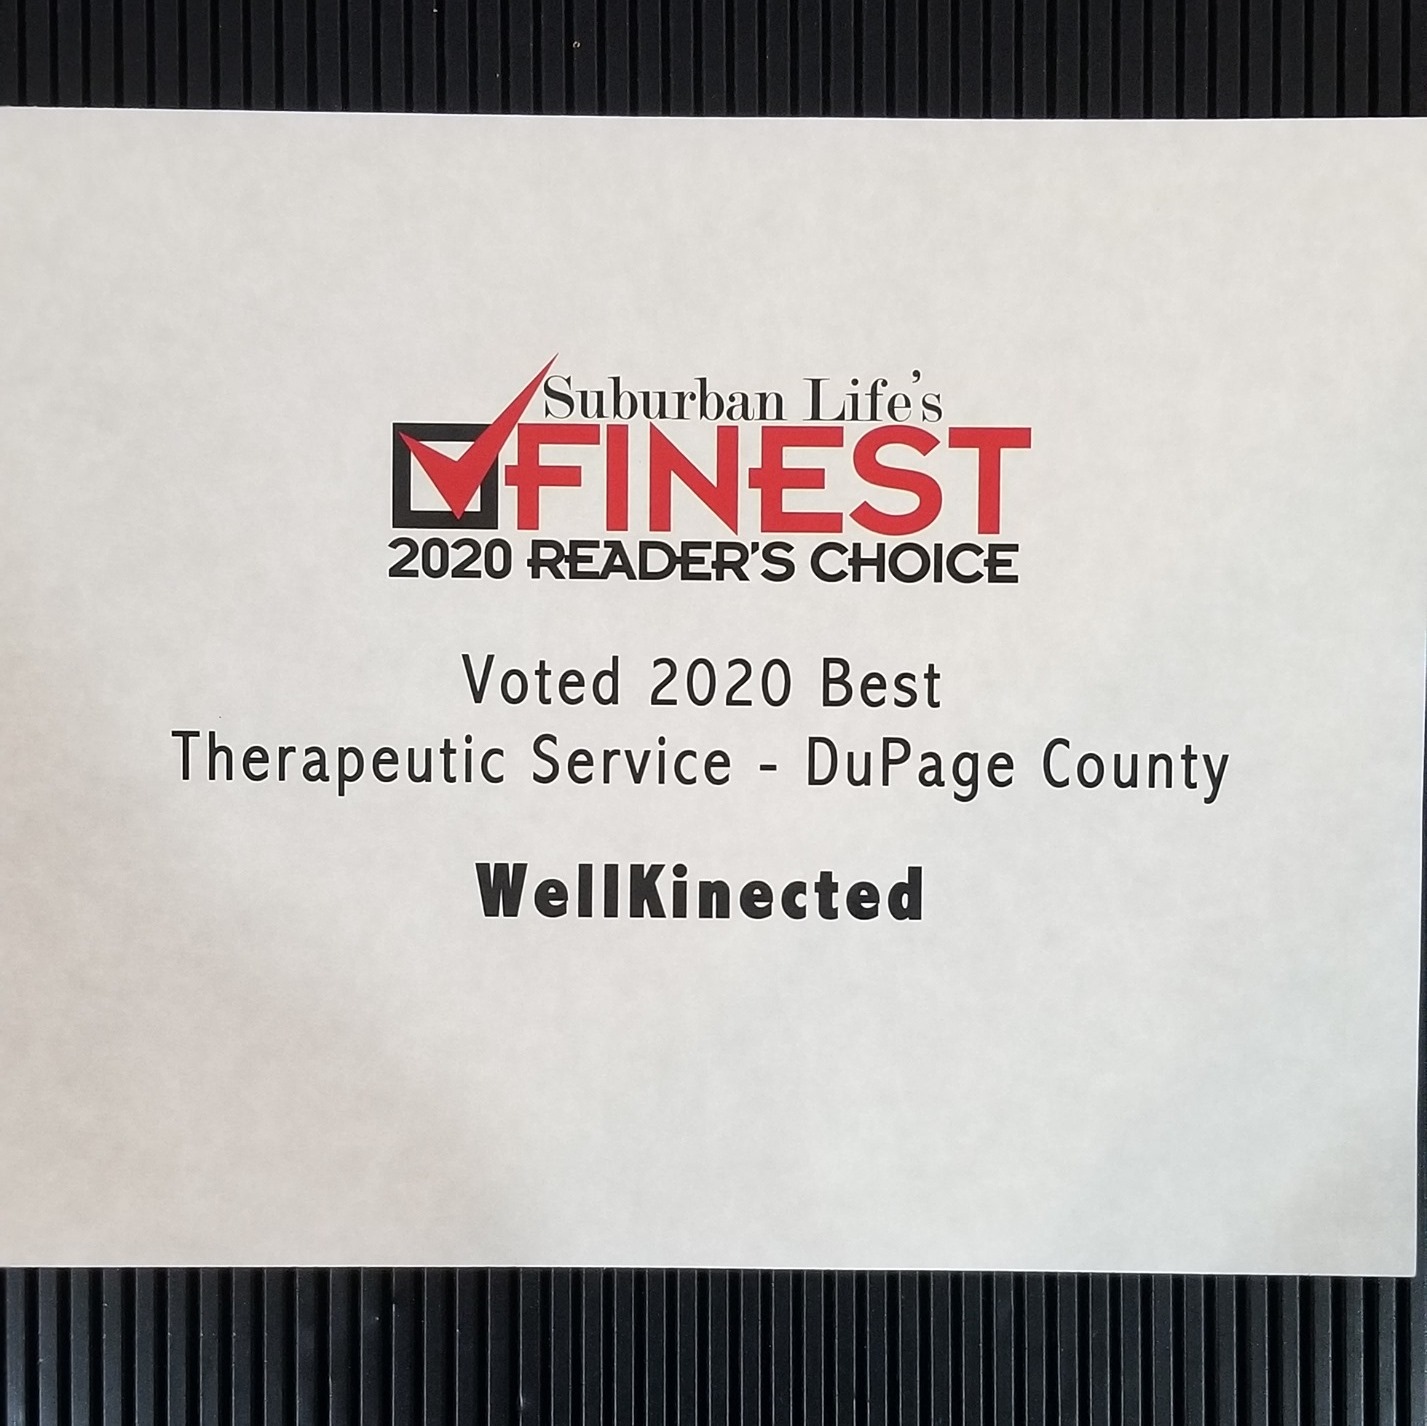 Suburban Life's
FINEST
2020 READER'S CHOICE
Voted 2020 Best
Therapeutic Service - DuPage County
WellKinected